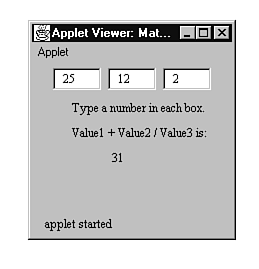 Applet Viewer: Mat...
Applet
25 12 2
Type a number in each box.
Value1 + Value2 / Value3 is:
31
applet started